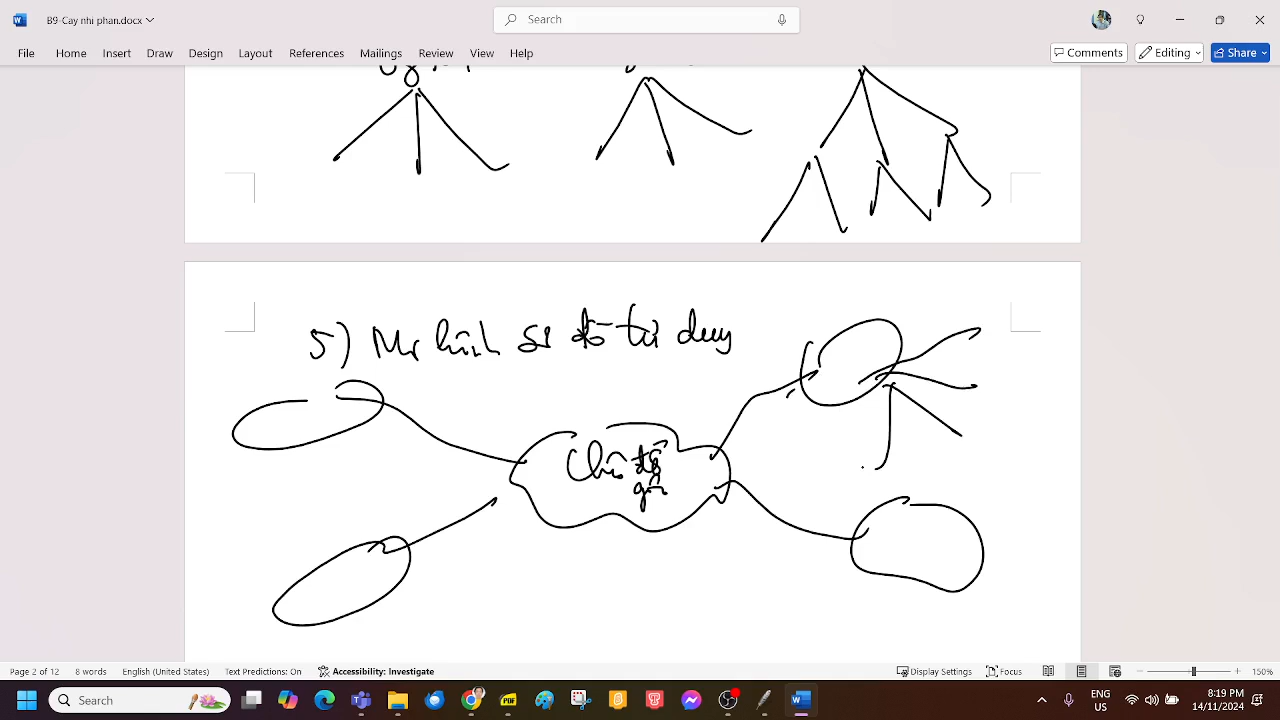 B9-Cay nhi phan.docx
Search
File Home Insert Draw Design Layout References Mailings Review View Help
Comments Editing Share
5) Mô hình sơ đồ tư duy
Chủ đề
gốc
Page 2 of 12 8 words English (United States) Text Predictions: On Accessibility: Investigate
Display Settings Focus 150%
Search
ENG
US
8:19 PM
14/11/2024